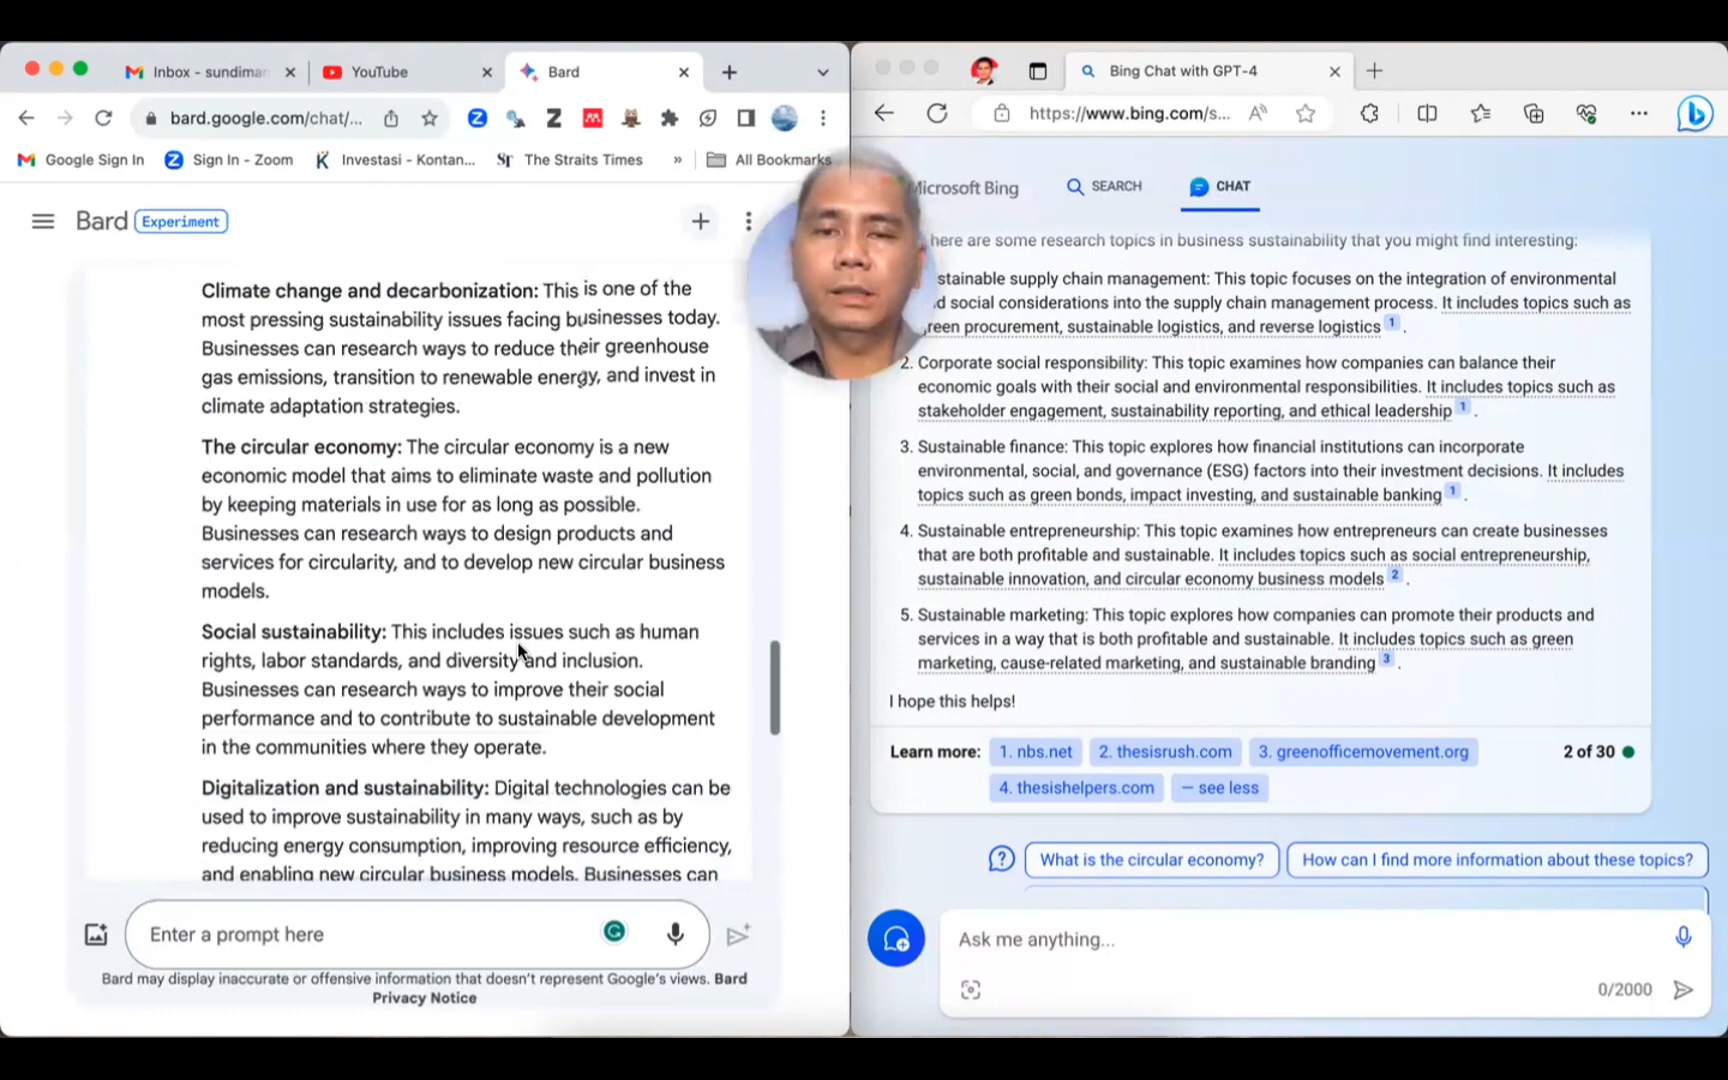 Inbox - sundimar
YouTube
Bard
bard.google.com/chat/...
Google Sign In
Sign In - Zoom
Investasi - Kontan...
The Straits Times
»
All Bookmarks
Bard Experiment
Climate change and decarbonization: This is one of the
most pressing sustainability issues facing businesses today.
Businesses can research ways to reduce their greenhouse
gas emissions, transition to renewable energy, and invest in
climate adaptation strategies.
The circular economy: The circular economy is a new
economic model that aims to eliminate waste and pollution
by keeping materials in use for as long as possible.
Businesses can research ways to design products and
services for circularity, and to develop new circular business
models.
Social sustainability: This includes issues such as human
rights, labor standards, and diversity and inclusion.
Businesses can research ways to improve their social
performance and to contribute to sustainable development
in the communities where they operate.
Digitalization and sustainability: Digital technologies can be
used to improve sustainability in many ways, such as by
reducing energy consumption, improving resource efficiency,
and enabling new circular business models. Businesses can
Enter a prompt here
Bard may display inaccurate or offensive information that doesn't represent Google's views. Bard
Privacy Notice
Bing Chat with GPT-4
https://www.bing.com/s...
Microsoft Bing
SEARCH
CHAT
here are some research topics in business sustainability that you might find interesting:
stainable supply chain management: This topic focuses on the integration of environmental
d social considerations into the supply chain management process. It includes topics such as
reen procurement, sustainable logistics, and reverse logistics 1 .
2. Corporate social responsibility: This topic examines how companies can balance their
economic goals with their social and environmental responsibilities. It includes topics such as
stakeholder engagement, sustainability reporting, and ethical leadership 1 .
3. Sustainable finance: This topic explores how financial institutions can incorporate
environmental, social, and governance (ESG) factors into their investment decisions. It includes
topics such as green bonds, impact investing, and sustainable banking 1 .
4. Sustainable entrepreneurship: This topic examines how entrepreneurs can create businesses
that are both profitable and sustainable. It includes topics such as social entrepreneurship,
sustainable innovation, and circular economy business models 2 .
5. Sustainable marketing: This topic explores how companies can promote their products and
services in a way that is both profitable and sustainable. It includes topics such as green
marketing, cause-related marketing, and sustainable branding 3 .
I hope this helps!
Learn more: 1. nbs.net 2. thesisrush.com 3. greenofficemovement.org 2 of 30
4. thesishelpers.com — see less
What is the circular economy?
How can I find more information about these topics?
Ask me anything...
0/2000